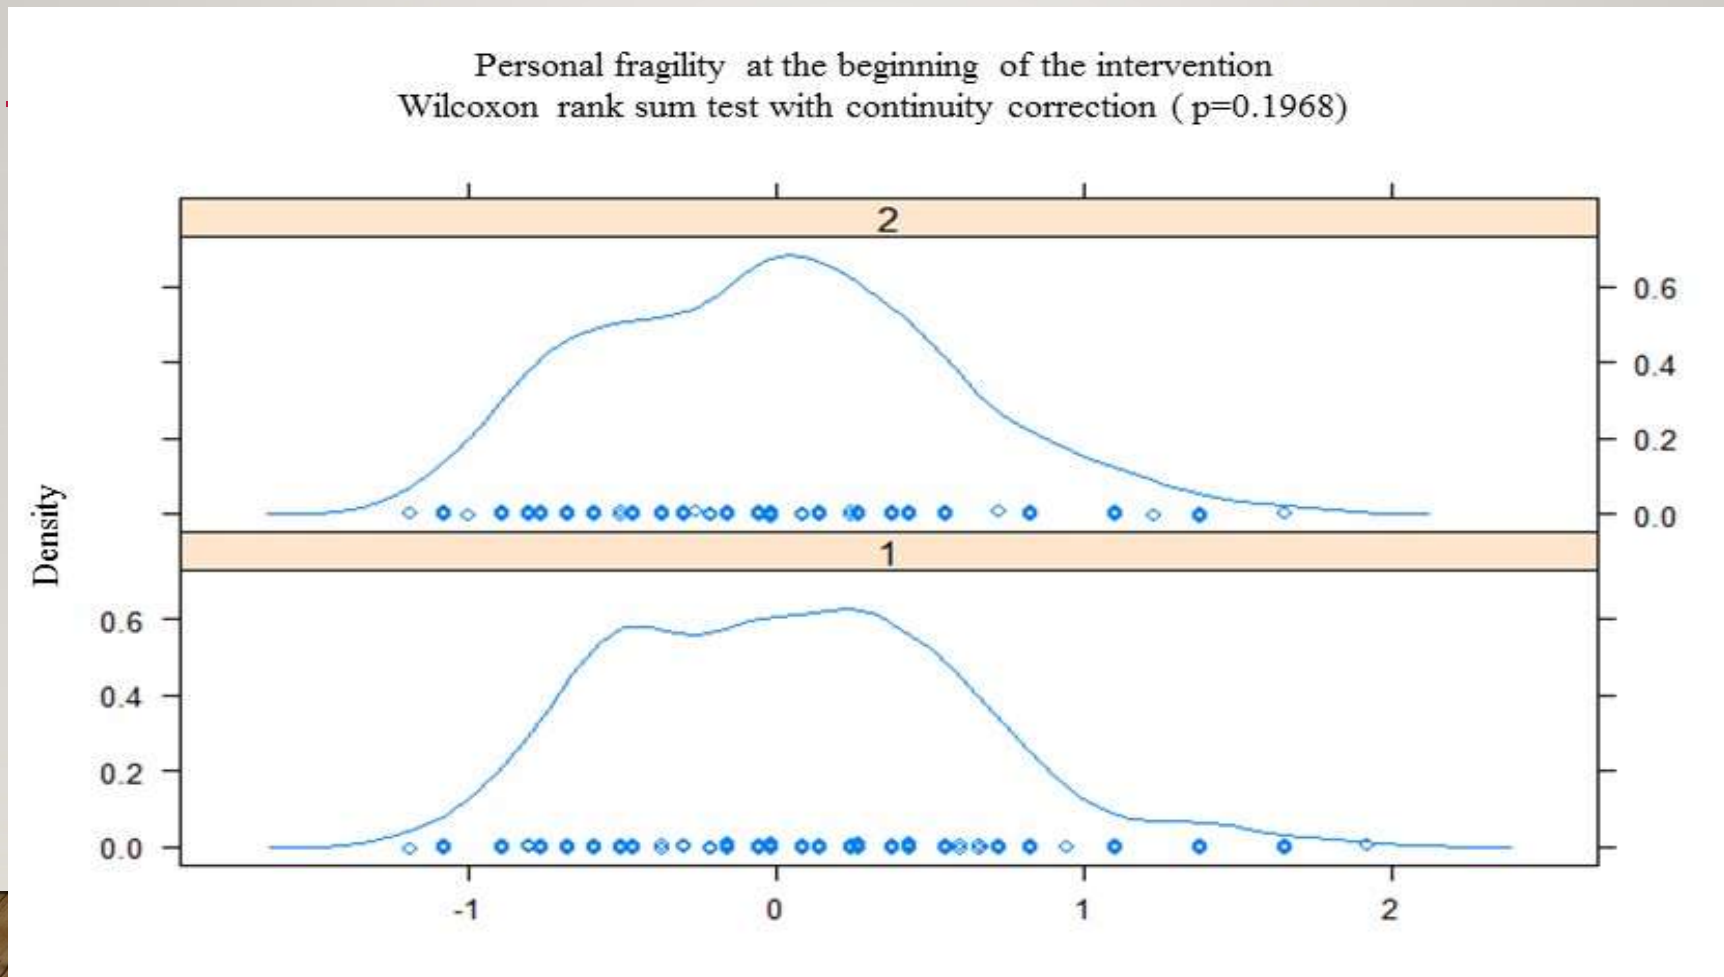 Personal fragility at the beginning of the intervention
Wilcoxon rank sum test with continuity correction ( p=0.1968)
2
0.6
0.4
0.2
0.0
Density
1
0.6
0.4
0.2
0.0
-1 0 1 2